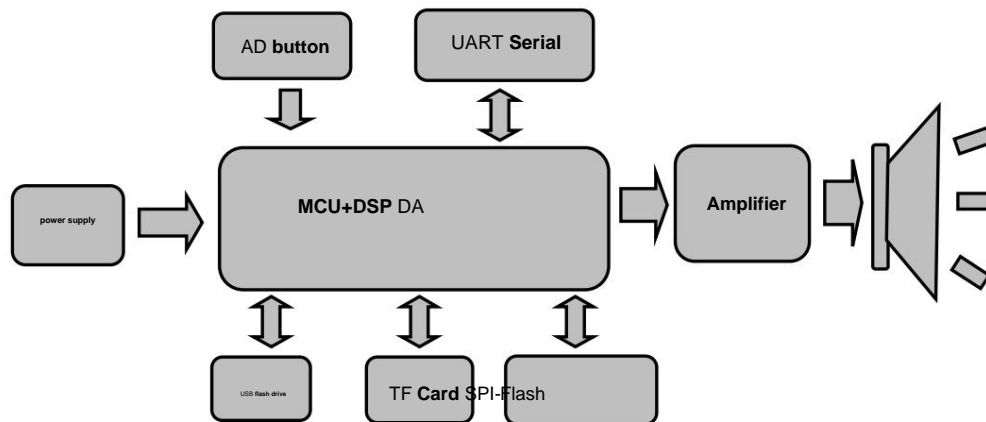 AD button
UART Serial
power supply
MCU+DSP DA
Amplifier
USB flash drive
TF Card SPI-Flash